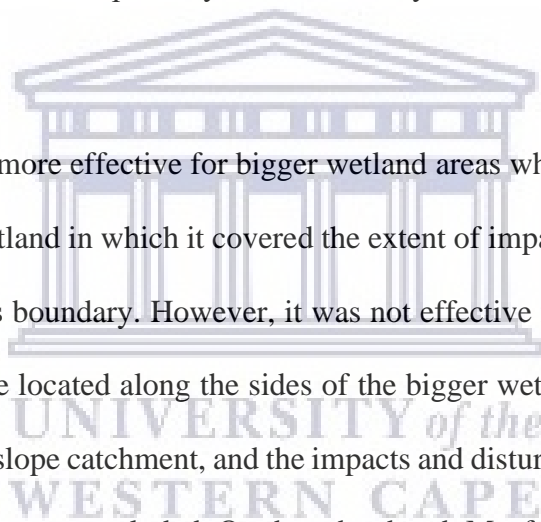 more effective for bigger wetland areas
tland in which it covered the extent of impa
s boundary. However, it was not effective
e located along the sides of the bigger wet
UNIVERSITY of the
slope catchment, and the impacts and distur
WESTERN CAPE